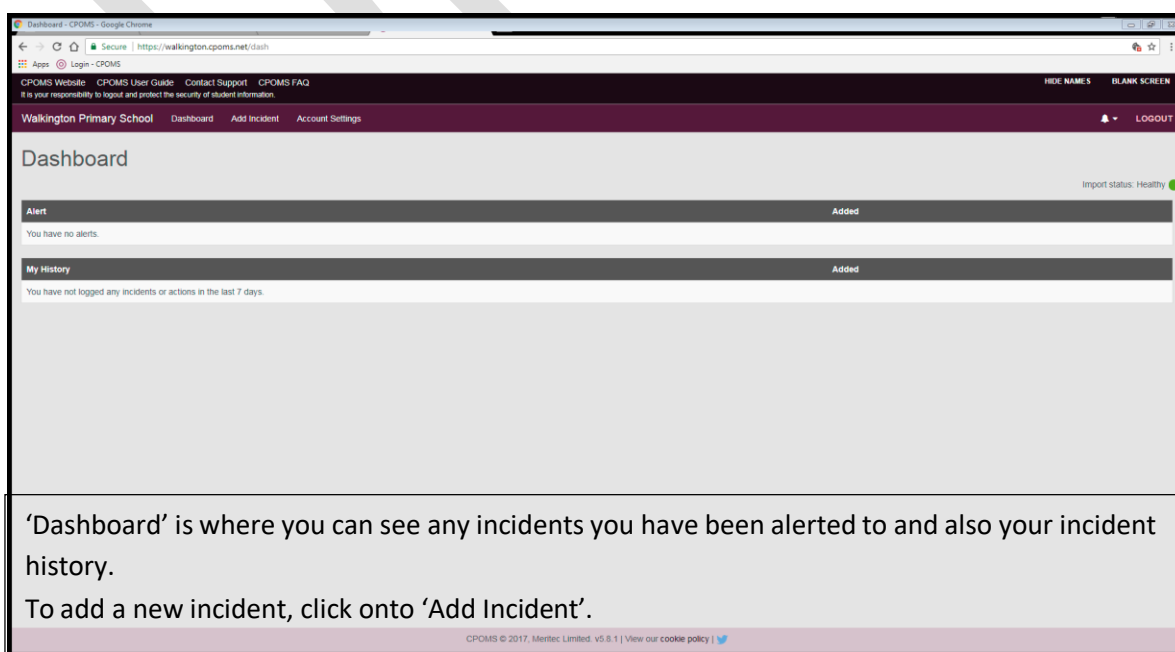 Dashboard - CPOMS - Google Chrome
Secure | https://walkington.cpoms.net/dash
Apps Login - CPOMS
CPOMS Website CPOMS User Guide Contact Support CPOMS FAQ HIDE NAMES BLANK SCREEN
It is your responsibility to logout and protect the security of student information.
Walkington Primary School Dashboard Add Incident Account Settings LOGOUT
Dashboard
Import status: Healthy
Alert Added
You have no alerts.
My History Added
You have not logged any incidents or actions in the last 7 days.
‘Dashboard’ is where you can see any incidents you have been alerted to and also your incident
history.
To add a new incident, click onto ‘Add Incident’.
CPOMS © 2017, Meritec Limited. v5.8.1 | View our cookie policy |